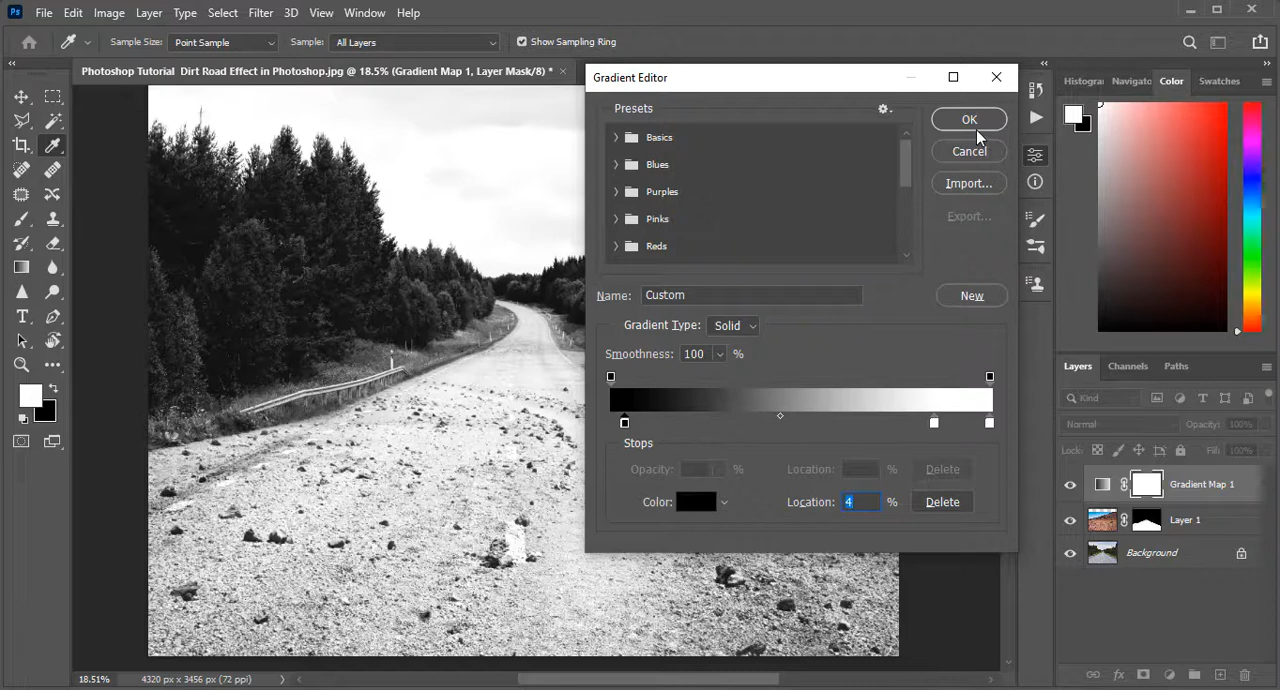 Ps File Edit Image Layer Type Select Filter 3D View Window Help
Sample Size: Point Sample Sample: All Layers Show Sampling Ring
Photoshop Tutorial Dirt Road Effect in Photoshop.jpg @ 18.5% (Gradient Map 1, Layer Mask/8) *
Gradient Editor
Presets
Basics
Blues
Purples
Pinks
Reds
OK
Cancel
Import...
Export...
Name: Custom
New
Gradient Type: Solid
Smoothness: 100 %
Stops
Opacity: % Location: % Delete
Color: Location: 4 % Delete
Histogra Navigato Color Swatches
Layers Channels Paths
Kind
Normal Opacity: 100%
Lock: Fill: 100%
Gradient Map 1
Layer 1
Background
18.51% 4320 px x 3456 px (72 ppi)